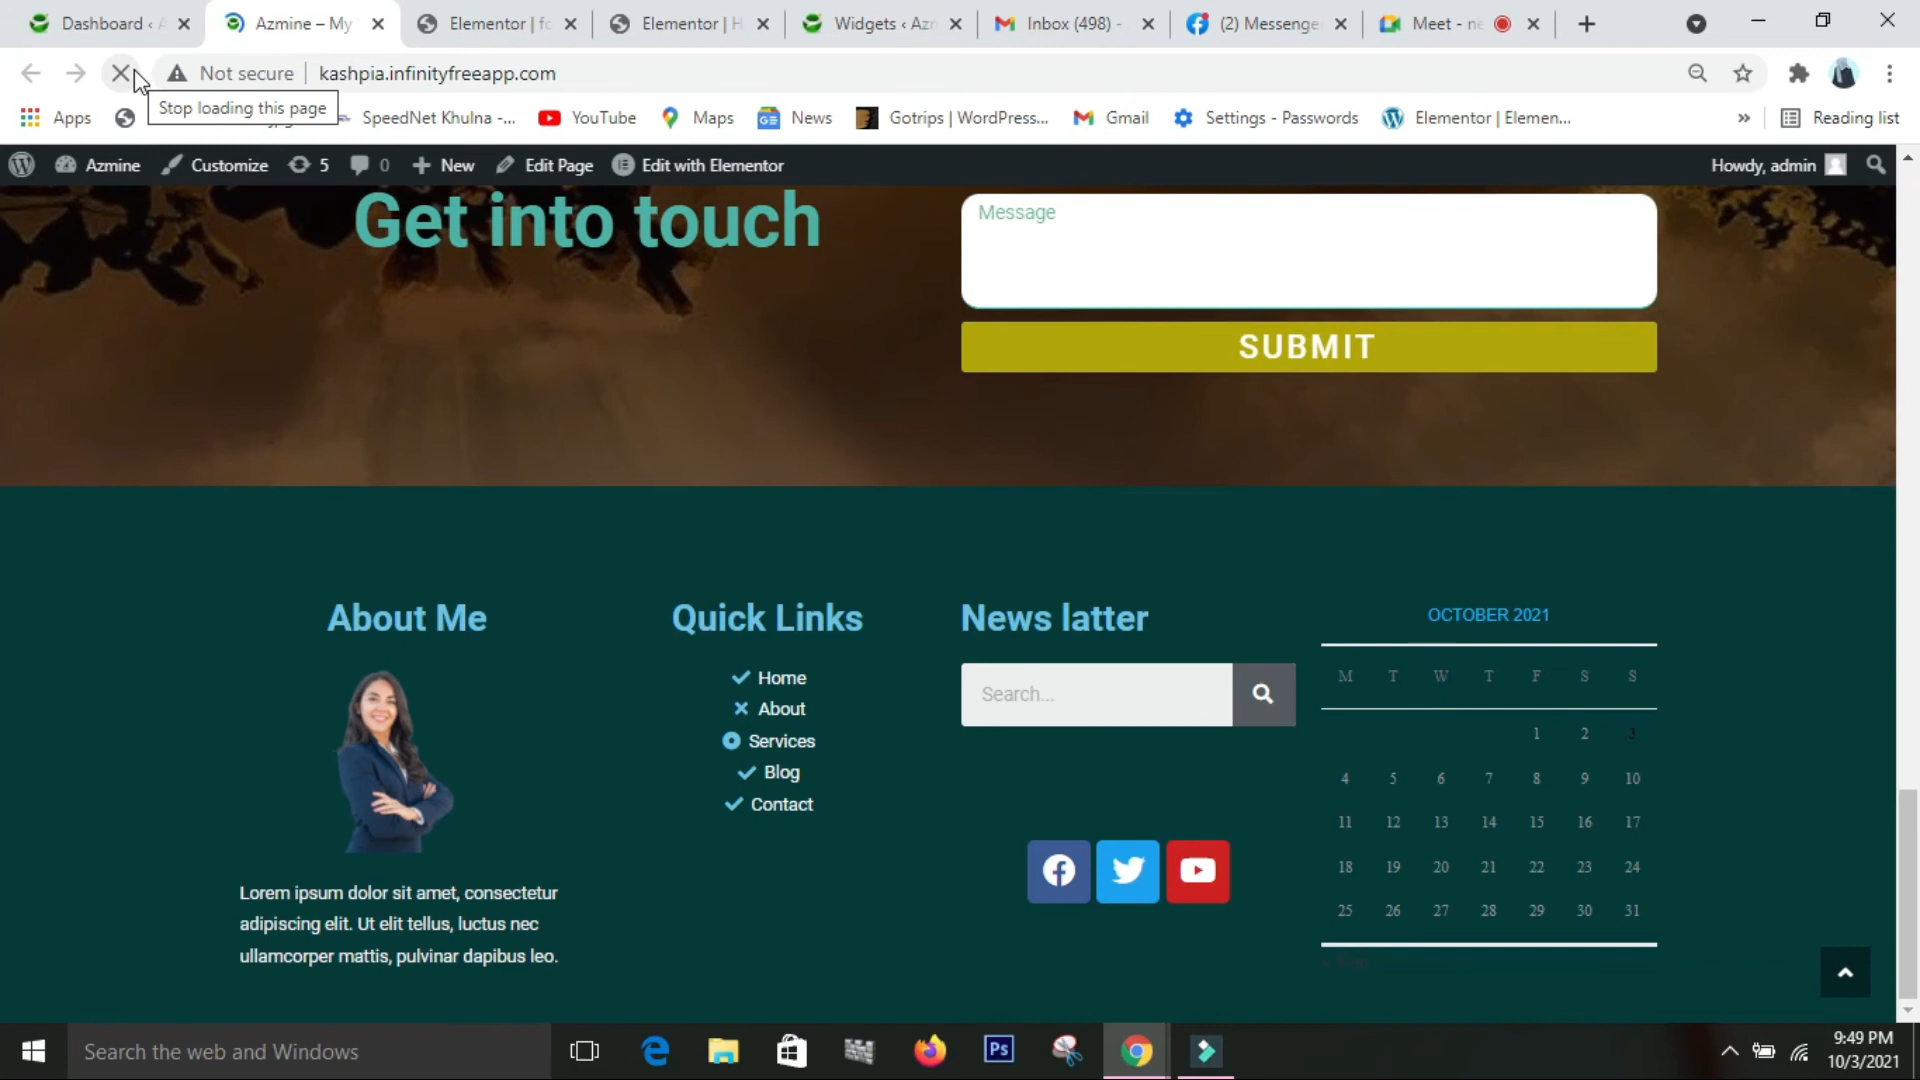 Dashboard ‹ A
Azmine – My
Elementor | fo
Elementor | H
Widgets ‹ Azm
Inbox (498) -
(2) Messenge
Meet - ne
Not secure
kashpia.infinityfreeapp.com
Stop loading this page
Apps
SpeedNet Khulna -...
YouTube
Maps
News
Gotrips | WordPress...
Gmail
Settings - Passwords
Elementor | Elemen...
»
Reading list
Azmine
Customize
5
0
New
Edit Page
Edit with Elementor
Howdy, admin
Get into touch
Message
SUBMIT
About Me
Quick Links
News latter
OCTOBER 2021
Home
About
Services
Blog
Contact
Search...
M T W T F S S
1 2 3
4 5 6 7 8 9 10
11 12 13 14 15 16 17
18 19 20 21 22 23 24
25 26 27 28 29 30 31
Lorem ipsum dolor sit amet, consectetur
adipiscing elit. Ut elit tellus, luctus nec
ullamcorper mattis, pulvinar dapibus leo.
Search the web and Windows
Ps
9:49 PM
10/3/2021